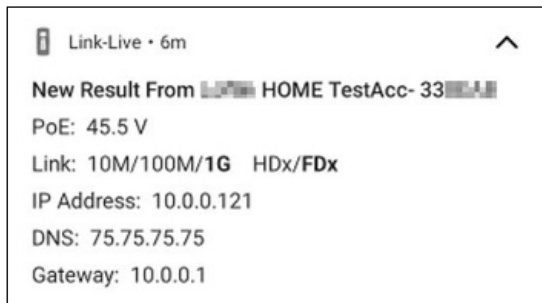 Link-Live • 6m
New Result From HOME TestAcc- 33
PoE: 45.5 V
Link: 10M/100M/1G HDx/FDx
IP Address: 10.0.0.121
DNS: 75.75.75.75
Gateway: 10.0.0.1